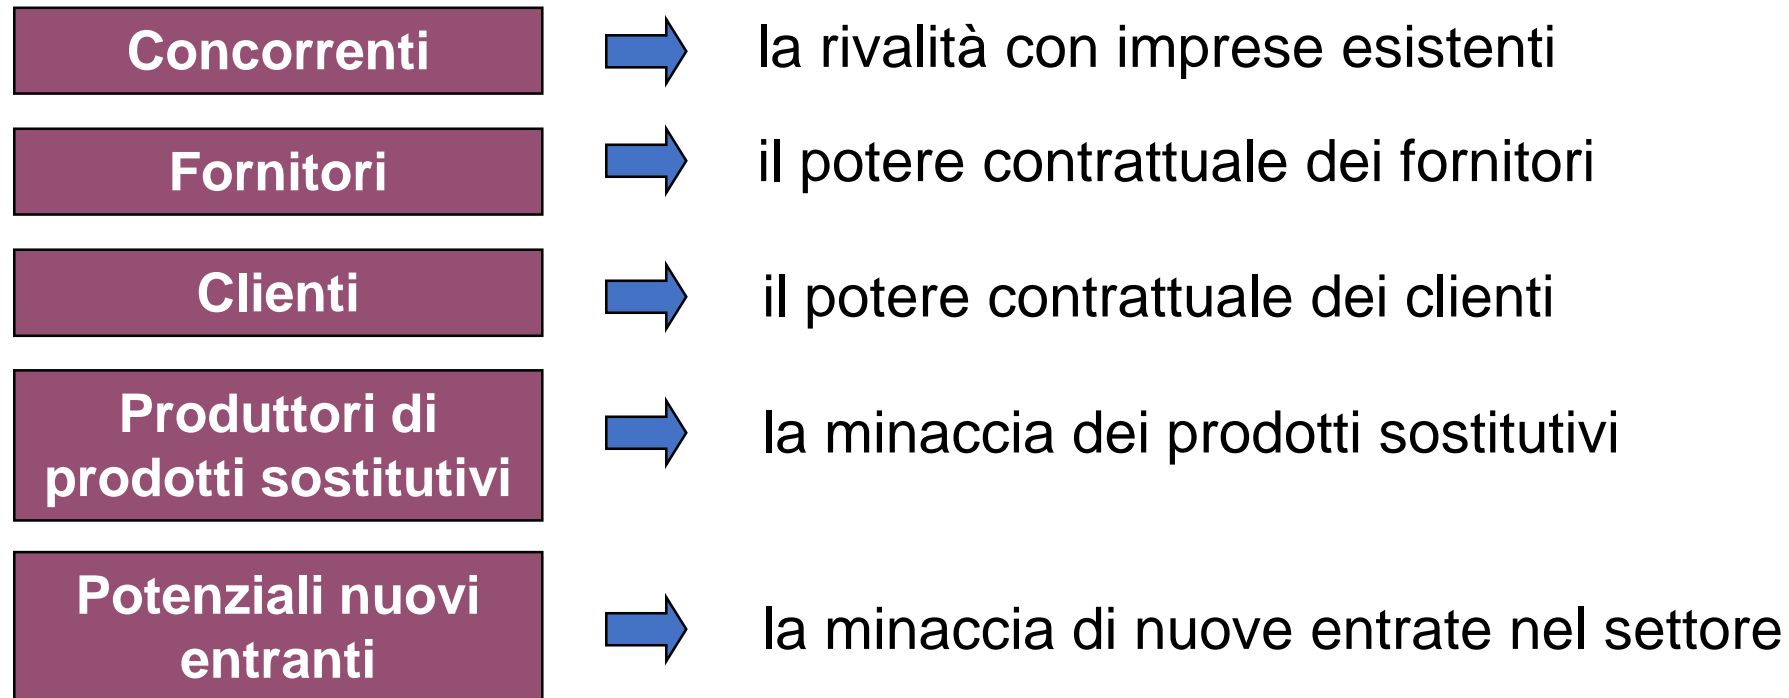 Concorrenti
la rivalità con imprese esistenti
Fornitori
il potere contrattuale dei fornitori
Clienti
il potere contrattuale dei clienti
Produttori di
prodotti sostitutivi
la minaccia dei prodotti sostitutivi
Potenziali nuovi
entranti
la minaccia di nuove entrate nel settore